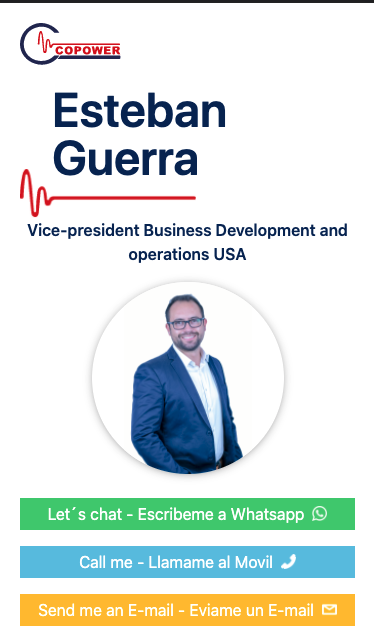 COPOWER
Esteban
Guerra
Vice-president Business Development and
operations USA
Let´s chat - Escribeme a Whatsapp
Call me - Llamame al Movil
Send me an E-mail - Eviame un E-mail